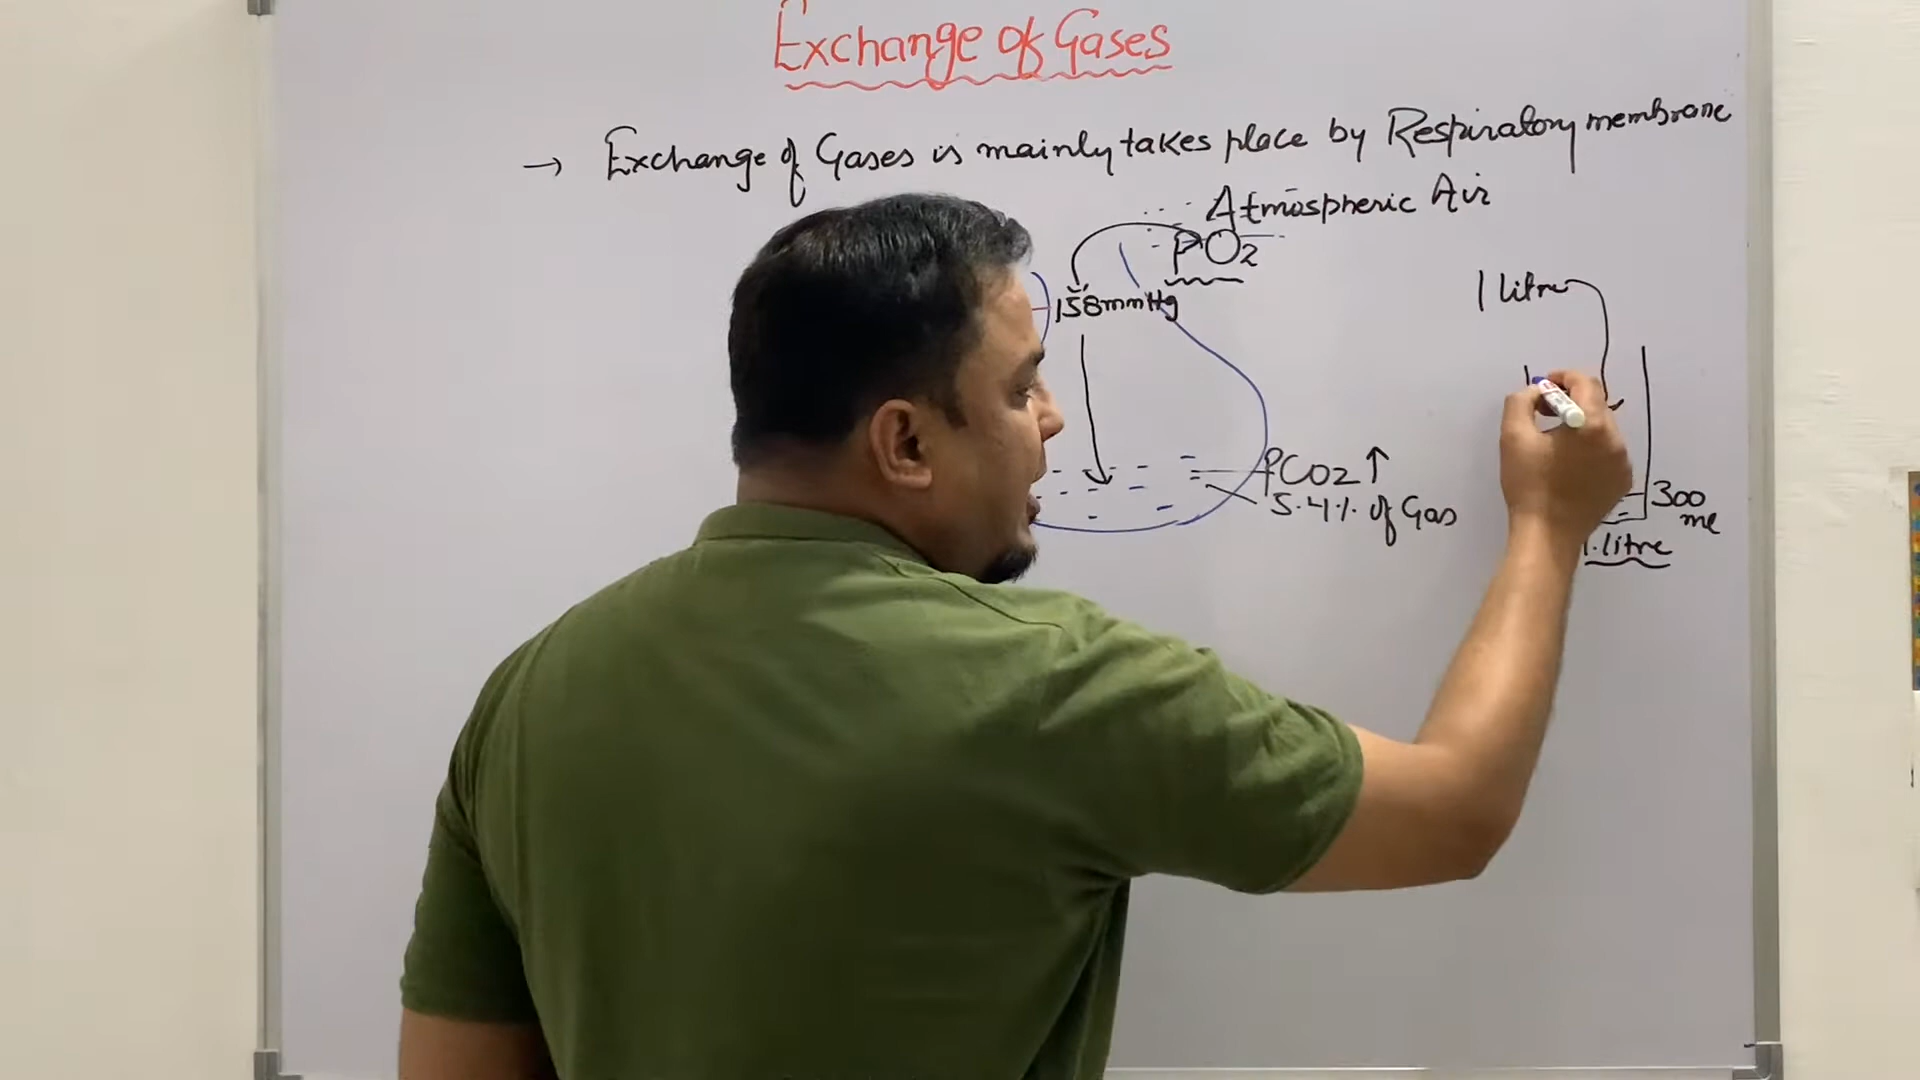 Exchange of Gases
→ Exchange of Gases is mainly takes place by Respiratory membrane
Atmospheric Air
PO2
158mmHg
1 litre
PCO2↑
5.4% of Gas
300
ml
1.litre